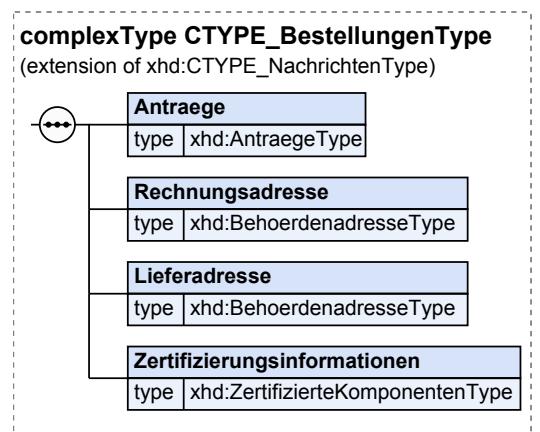 complexType CTYPE_BestellungenType
(extension of xhd:CTYPE_NachrichtenType)
Antraege
type xhd:AntraegeType
Rechnungsadresse
type xhd:BehoerdenadresseType
Lieferadresse
type xhd:BehoerdenadresseType
Zertifizierungsinformationen
type xhd:ZertifizierteKomponentenType